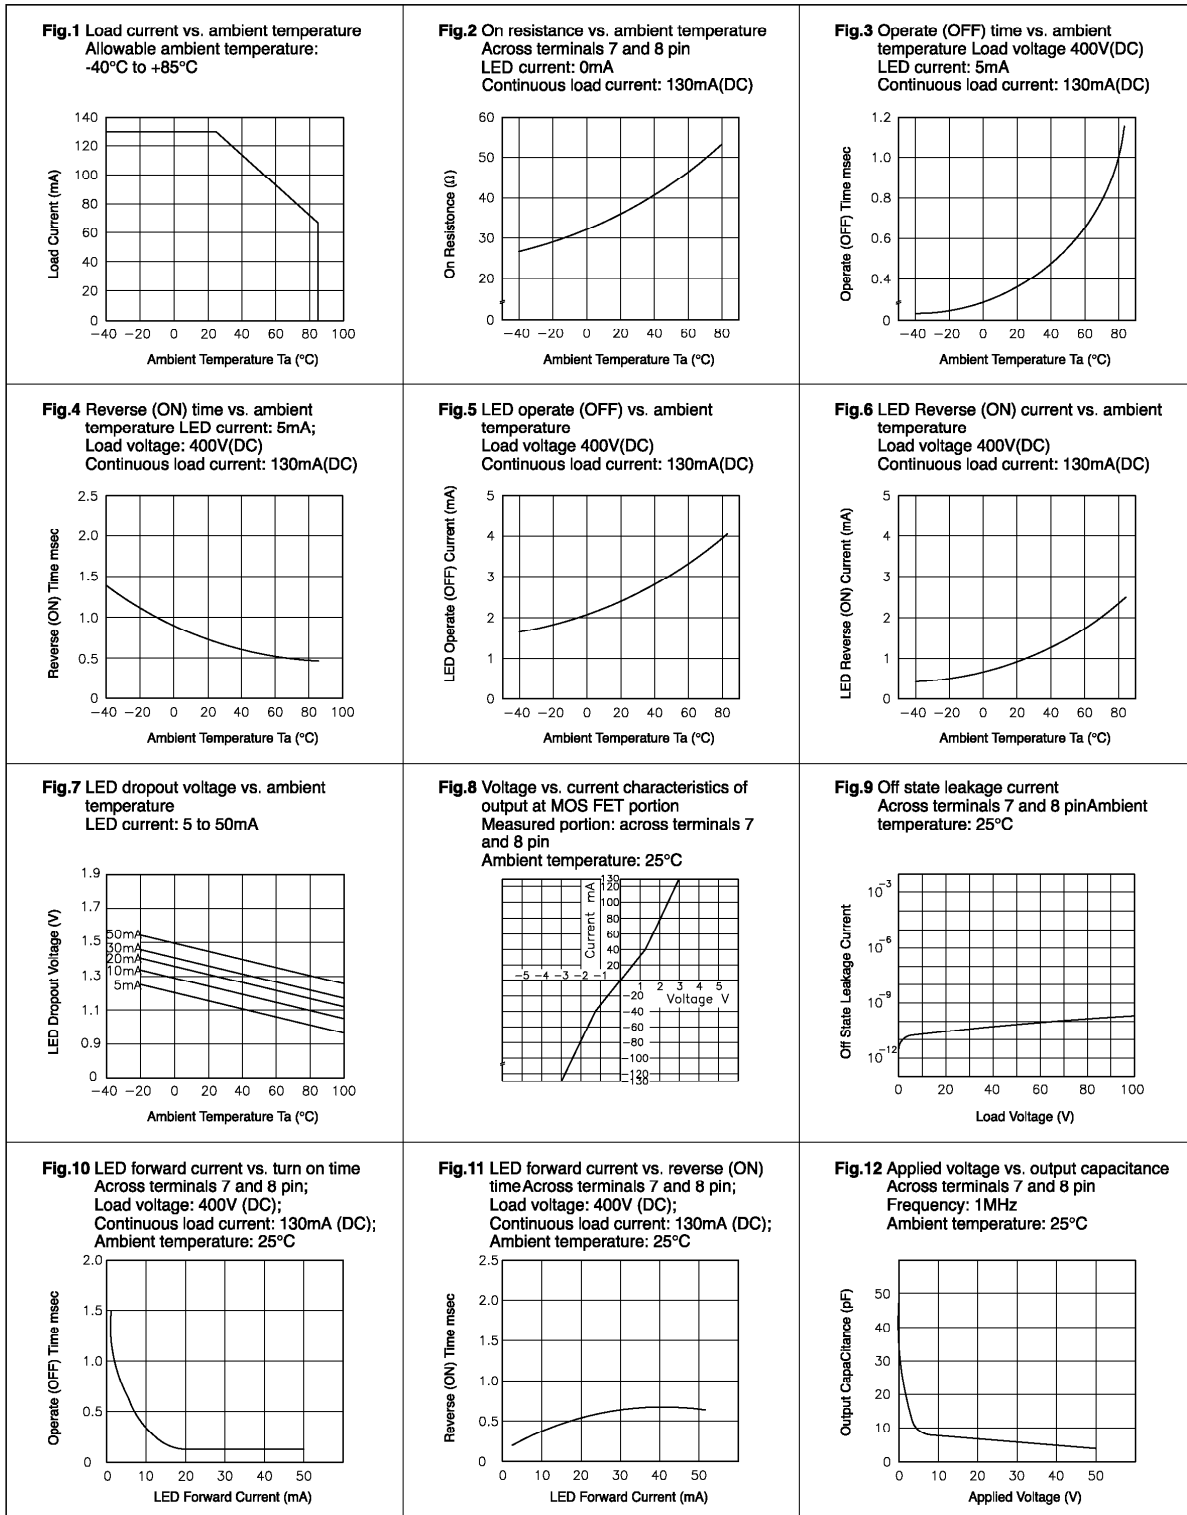 Fig.1 Load current vs. ambient temperature
Allowable ambient temperature:
-40°C to +85°C
140
120
100
80
60
40
20
0
Load Current (mA)
−40 −20 0 20 40 60 80 100
Ambient Temperature Ta (°C)
Fig.2 On resistance vs. ambient temperature
Across terminals 7 and 8 pin
LED current: 0mA
Continuous load current: 130mA(DC)
60
50
40
30
20
0
On Resistonce (Ω)
−40 −20 0 20 40 60 80
Ambient Temperature Ta (°C)
Fig.3 Operate (OFF) time vs. ambient
temperature Load voltage 400V(DC)
LED current: 5mA
Continuous load current: 130mA(DC)
1.2
1.0
0.8
0.6
0.4
0
Operate (OFF) Time msec
−40 −20 0 20 40 60 80
Ambient Temperature Ta (°C)
Fig.4 Reverse (ON) time vs. ambient
temperature LED current: 5mA;
Load voltage: 400V(DC)
Continuous load current: 130mA(DC)
2.5
2.0
1.5
1.0
0.5
0
Reverse (ON) Time msec
−40 −20 0 20 40 60 80 100
Ambient Temperature Ta (°C)
Fig.5 LED operate (OFF) vs. ambient
temperature
Load voltage 400V(DC)
Continuous load current: 130mA(DC)
5
4
3
2
1
0
LED Operate (OFF) Current (mA)
−40 −20 0 20 40 60 80
Ambient Temperature Ta (°C)
Fig.6 LED Reverse (ON) current vs. ambient
temperature
Load voltage 400V(DC)
Continuous load current: 130mA(DC)
5
4
3
2
1
0
LED Reverse (ON) Current (mA)
−40 −20 0 20 40 60 80
Ambient Temperature Ta (°C)
Fig.7 LED dropout voltage vs. ambient
temperature
LED current: 5 to 50mA
1.9
1.7
1.5
1.3
1.1
0.9
0
LED Dropout Voltage (V)
50mA
30mA
20mA
10mA
5mA
−40 −20 0 20 40 60 80 100
Ambient Temperature Ta (°C)
Fig.8 Voltage vs. current characteristics of
output at MOS FET portion
Measured portion: across terminals 7
and 8 pin
Ambient temperature: 25°C
Current mA
130
120
100
80
60
40
20
−5 −4 −3 −2 −1
1 2 3 4 5
Voltage V
−20
−40
−60
−80
−100
−120
−130
Fig.9 Off state leakage current
Across terminals 7 and 8 pinAmbient
temperature: 25°C
10−3
10−6
10−9
10−12
Off State Leakage Current
0 20 40 60 80 100
Load Voltage (V)
Fig.10 LED forward current vs. turn on time
Across terminals 7 and 8 pin;
Load voltage: 400V (DC);
Continuous load current: 130mA (DC);
Ambient temperature: 25°C
2.0
1.5
1.0
0.5
Operate (OFF) Time msec
0 10 20 30 40 50
LED Forward Current (mA)
Fig.11 LED forward current vs. reverse (ON)
timeAcross terminals 7 and 8 pin;
Load voltage: 400V (DC);
Continuous load current: 130mA (DC);
Ambient temperature: 25°C
2.5
2.0
1.5
1.0
0.5
Reverse (ON) Time msec
0 10 20 30 40 50
LED Forward Current (mA)
Fig.12 Applied voltage vs. output capacitance
Across terminals 7 and 8 pin
Frequency: 1MHz
Ambient temperature: 25°C
50
40
30
20
10
Output CapaCitance (pF)
0 10 20 30 40 50
Applied Voltage (V)